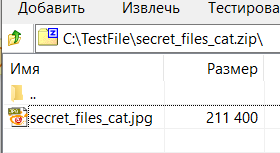 Добавить Извлечь Тестирова
C:\TestFile\secret_files_cat.zip\
Имя Размер
..
secret_files_cat.jpg 211 400